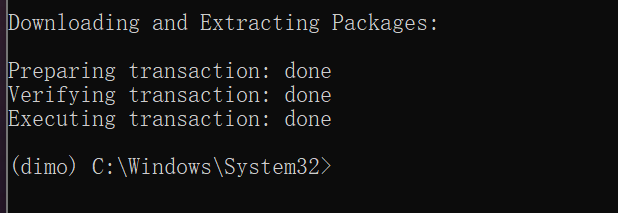 Downloading and Extracting Packages:
Preparing transaction: done
Verifying transaction: done
Executing transaction: done
(dimo) C:\Windows\System32>